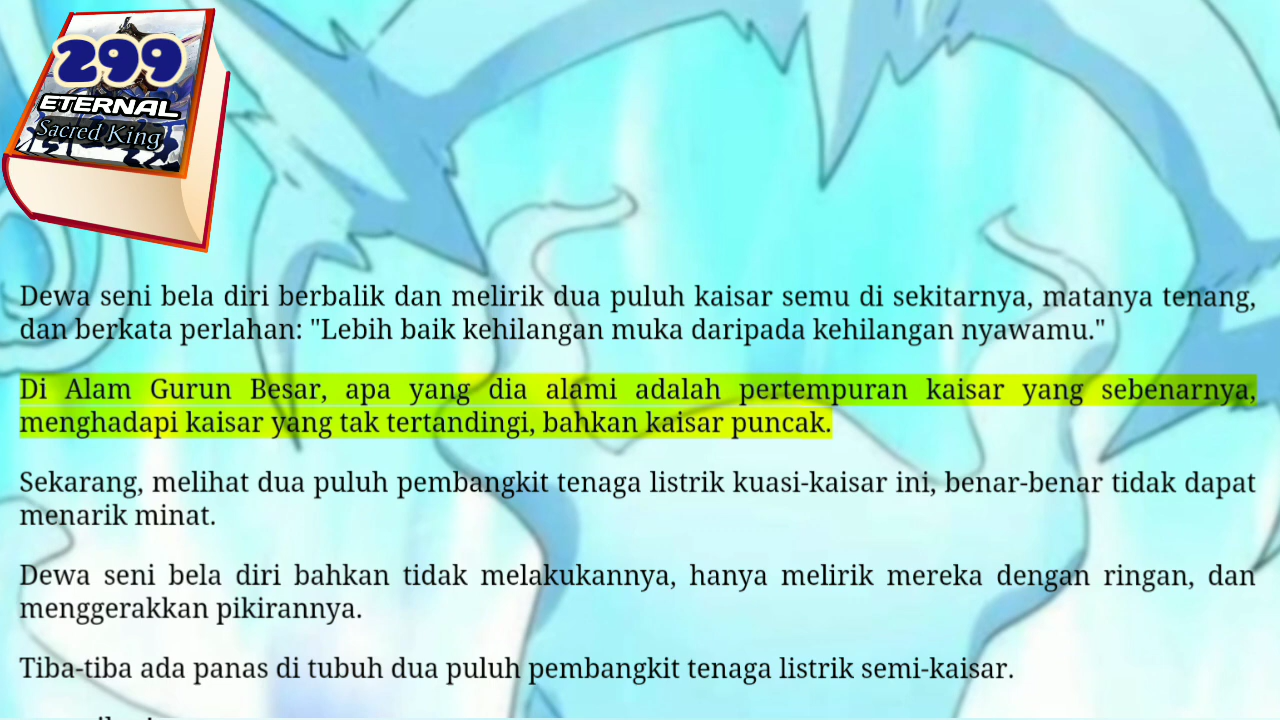 299
ETERNAL
Sacred King
Dewa seni bela diri berbalik dan melirik dua puluh kaisar semu di sekitarnya, matanya tenang,
dan berkata perlahan: "Lebih baik kehilangan muka daripada kehilangan nyawamu."
Di Alam Gurun Besar, apa yang dia alami adalah pertempuran kaisar yang sebenarnya,
menghadapi kaisar yang tak tertandingi, bahkan kaisar puncak.
Sekarang, melihat dua puluh pembangkit tenaga listrik kuasi-kaisar ini, benar-benar tidak dapat
menarik minat.
Dewa seni bela diri bahkan tidak melakukannya, hanya melirik mereka dengan ringan, dan
menggerakkan pikirannya.
Tiba-tiba ada panas di tubuh dua puluh pembangkit tenaga listrik semi-kaisar.